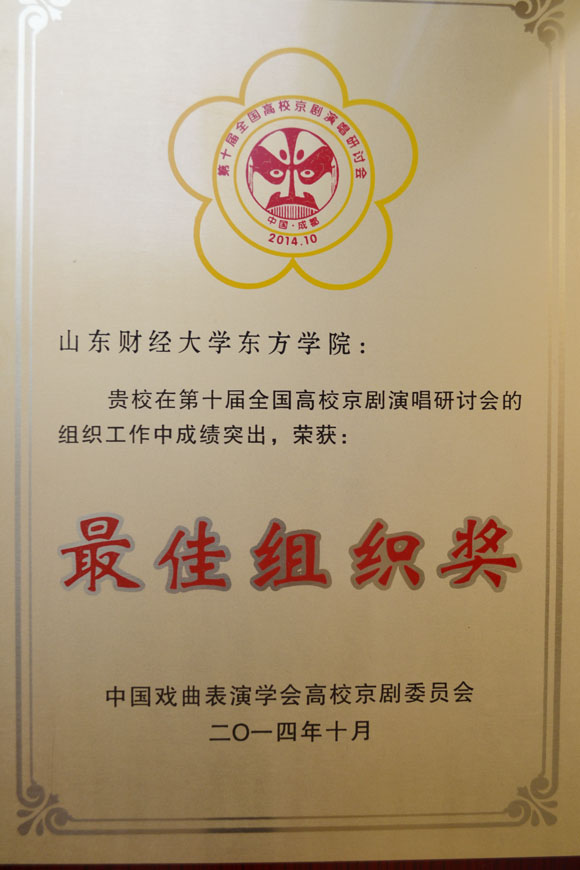 第十届全国高校京剧演唱研讨会
中国·成都
2014.10
山东财经大学东方学院：
贵校在第十届全国高校京剧演唱研讨会的
组织工作中成绩突出，荣获：
最佳组织奖
中国戏曲表演学会高校京剧委员会
二〇一四年十月